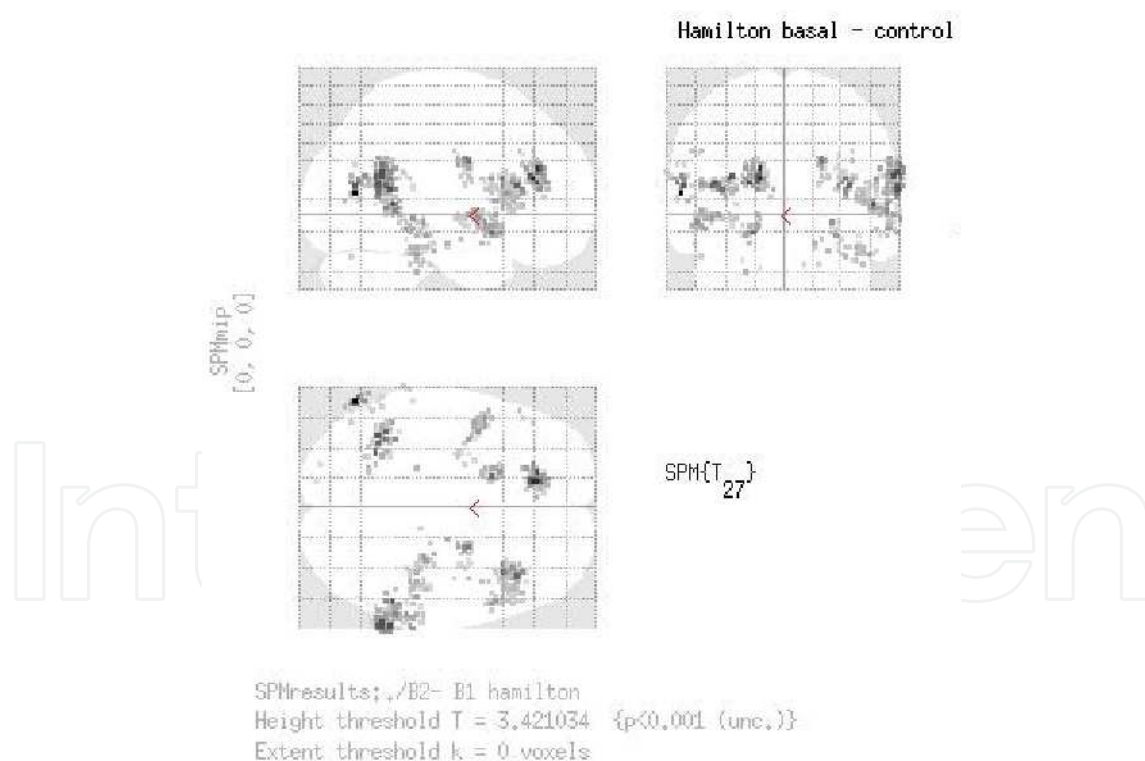 Hamilton basal - control
SPMmip
[0, 0, 0]
SPM{T27}
SPMresults:./B2- B1 hamilton
Height threshold T = 3.421034 {p<0.001 (unc.)}
Extent threshold k = 0 voxels